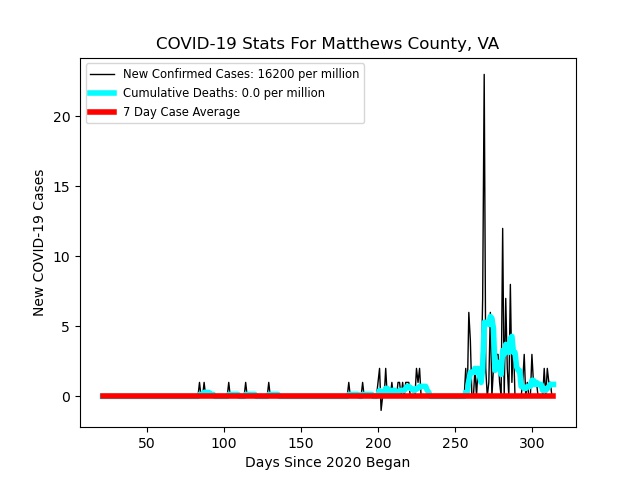 COVID-19 Stats For Matthews County, VA
New Confirmed Cases: 16200 per million
Cumulative Deaths: 0.0 per million
7 Day Case Average
New COVID-19 Cases
20
15
10
5
0
50 100 150 200 250 300
Days Since 2020 Began